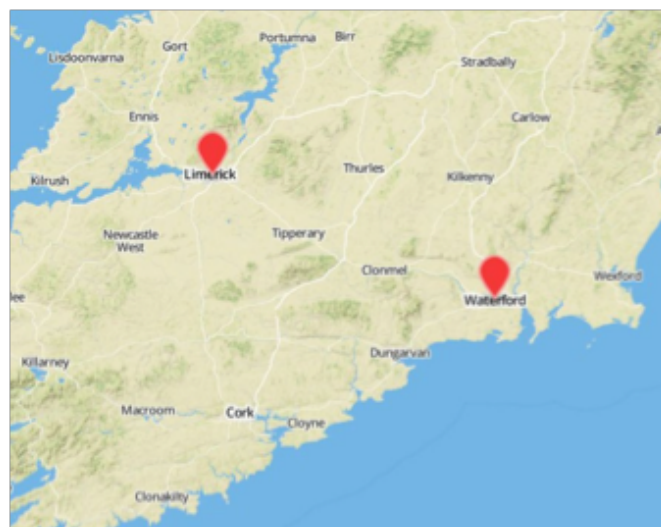 Portumna
Birr
Gort
Lisdoonvarna
Stradbally
Ennis
Carlow
Thurles
Limerick
Kilkenny
Kilrush
Newcastle
West
Tipperary
Clonmel
Wexford
lee
Waterford
Dungarvan
Killarney
Macroom
Cork
Cloyne
Clonakilty